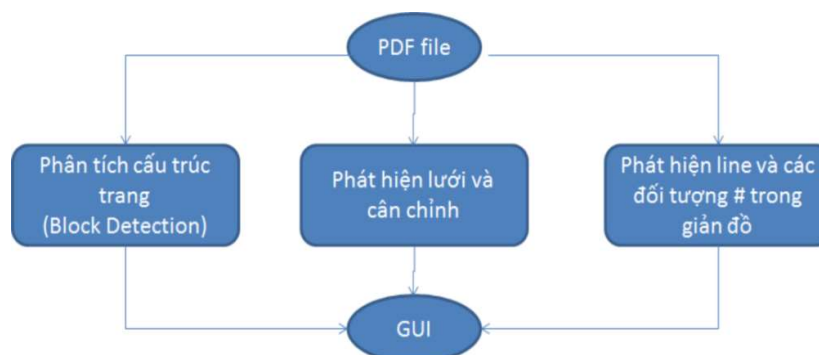 PDF file
Phân tích cấu trúc
trang
(Block Detection)
Phát hiện lưới và
cân chỉnh
Phát hiện line và các
đối tượng # trong
giản đồ
GUI